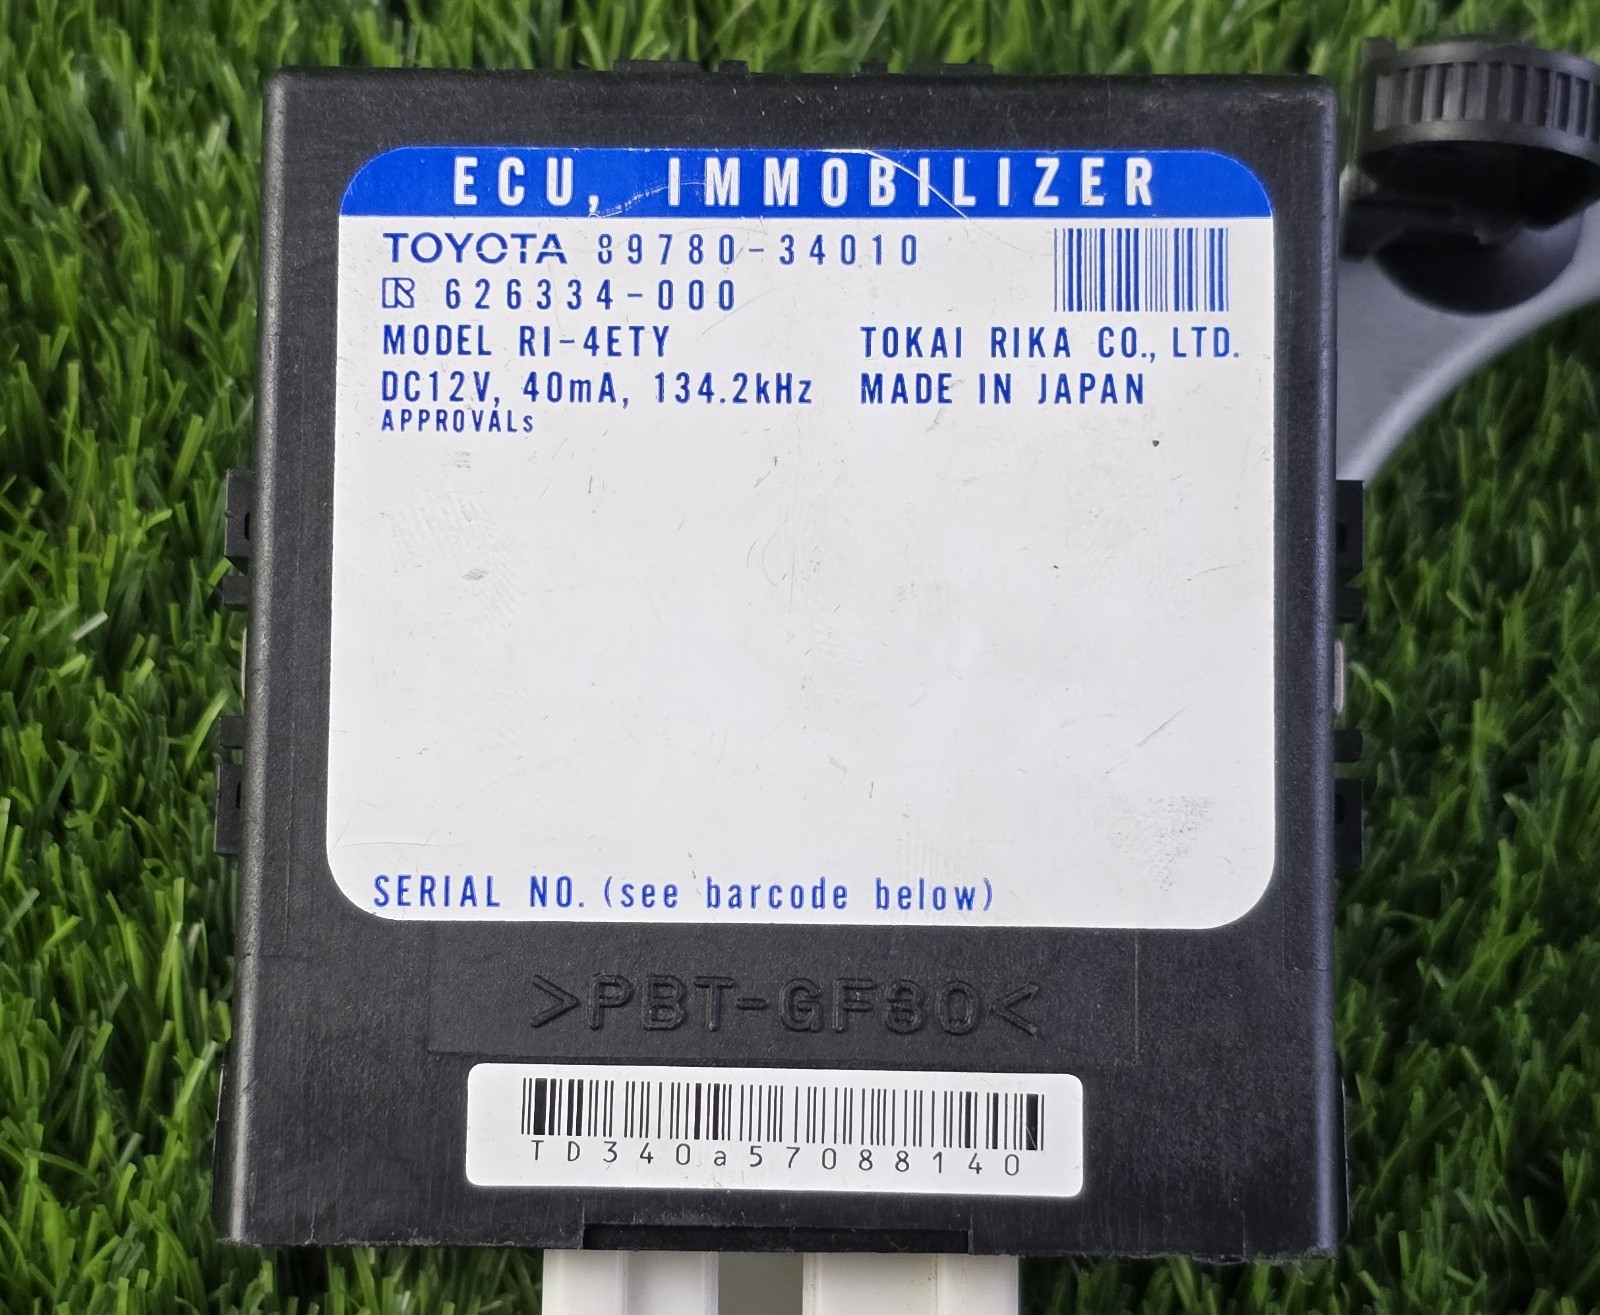 ECU, IMMOBILIZER
TOYOTA 89780-34010
626334-000
MODEL RI-4ETY
TOKAI RIKA CO., LTD.
DC12V, 40mA, 134.2kHz
MADE IN JAPAN
APPROVALs
SERIAL NO. (see barcode below)
>PBT-GF30<
TD340a57088140